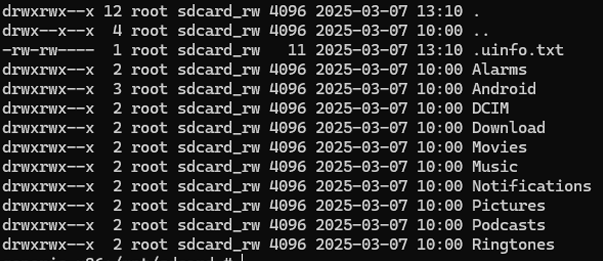 drwxrwx--x 12 root sdcard_rw 4096 2025-03-07 13:10 .
drwxrwx--x  4 root sdcard_rw 4096 2025-03-07 10:00 ..
-rw-rw----  1 root sdcard_rw   11 2025-03-07 13:10 .uinfo.txt
drwxrwx--x  2 root sdcard_rw 4096 2025-03-07 10:00 Alarms
drwxrwx--x  3 root sdcard_rw 4096 2025-03-07 10:00 Android
drwxrwx--x  2 root sdcard_rw 4096 2025-03-07 10:00 DCIM
drwxrwx--x  2 root sdcard_rw 4096 2025-03-07 10:00 Download
drwxrwx--x  2 root sdcard_rw 4096 2025-03-07 10:00 Movies
drwxrwx--x  2 root sdcard_rw 4096 2025-03-07 10:00 Music
drwxrwx--x  2 root sdcard_rw 4096 2025-03-07 10:00 Notifications
drwxrwx--x  2 root sdcard_rw 4096 2025-03-07 10:00 Pictures
drwxrwx--x  2 root sdcard_rw 4096 2025-03-07 10:00 Podcasts
drwxrwx--x  2 root sdcard_rw 4096 2025-03-07 10:00 Ringtones